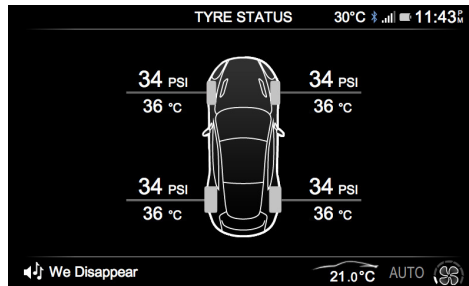 TYRE STATUS 30°C 11:43 PM
34 PSI 34 PSI
36 °C 36 °C
34 PSI 34 PSI
36 °C 36 °C
We Disappear 21.0°C AUTO